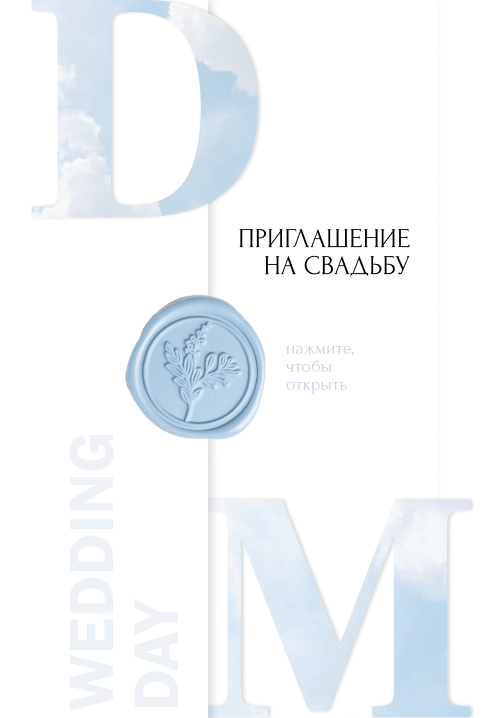 D
ПРИГЛАШЕНИЕ
НА СВАДЬБУ
нажмите,
чтобы
открыть
WEDDING
DAY
M